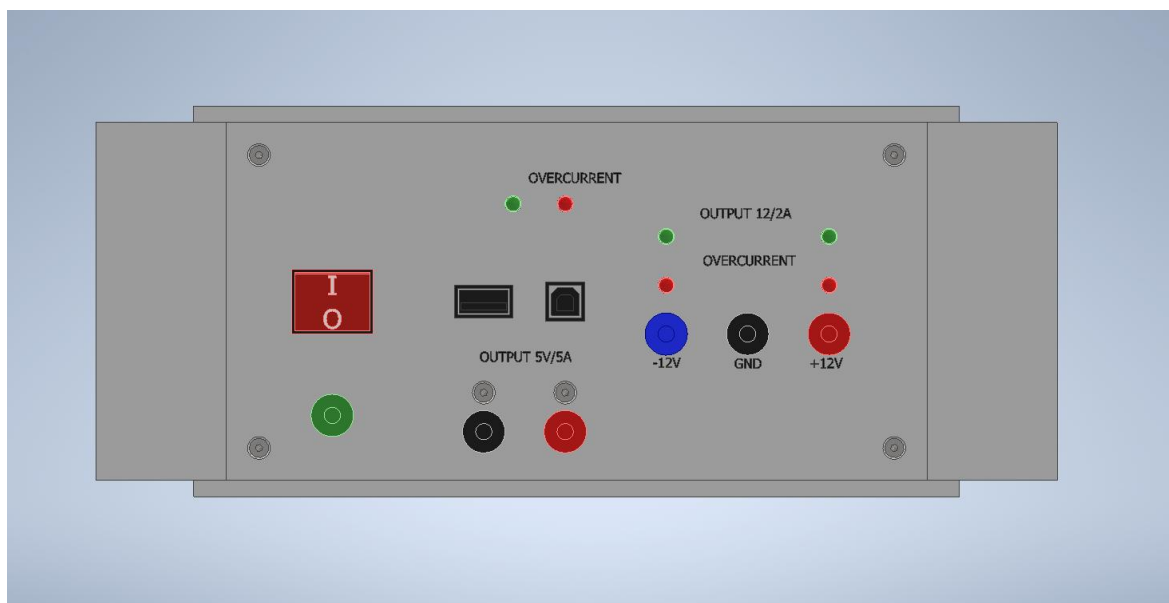 OVERCURRENT
OUTPUT 12/2A
OVERCURRENT
I
O
OUTPUT 5V/5A
-12V GND +12V